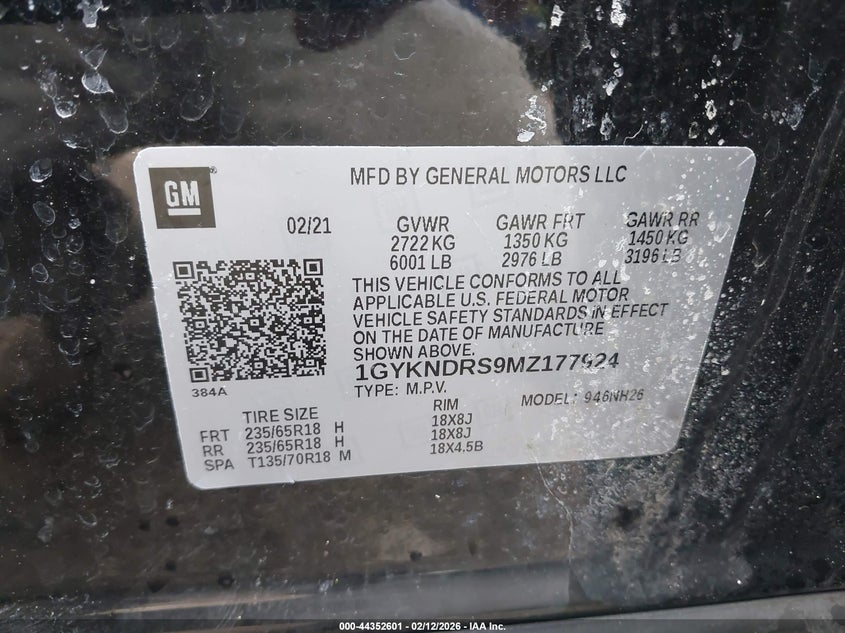 GM
MFD BY GENERAL MOTORS LLC
02/21 GVWR GAWR FRT GAWR RR
2722 KG 1350 KG 1450 KG
6001 LB 2976 LB 3196 LB
THIS VEHICLE CONFORMS TO ALL
APPLICABLE U.S. FEDERAL MOTOR
VEHICLE SAFETY STANDARDS IN EFFECT
ON THE DATE OF MANUFACTURE
SHOWN ABOVE.
1GYKNDRS9MZ177924
384A
TYPE: M.P.V. MODEL: 946NH26
TIRE SIZE RIM
FRT 235/65R18 H 18X8J
RR 235/65R18 H 18X8J
SPA T135/70R18 M 18X4.5B
000-44352601 - 02/12/2026 - IAA Inc.